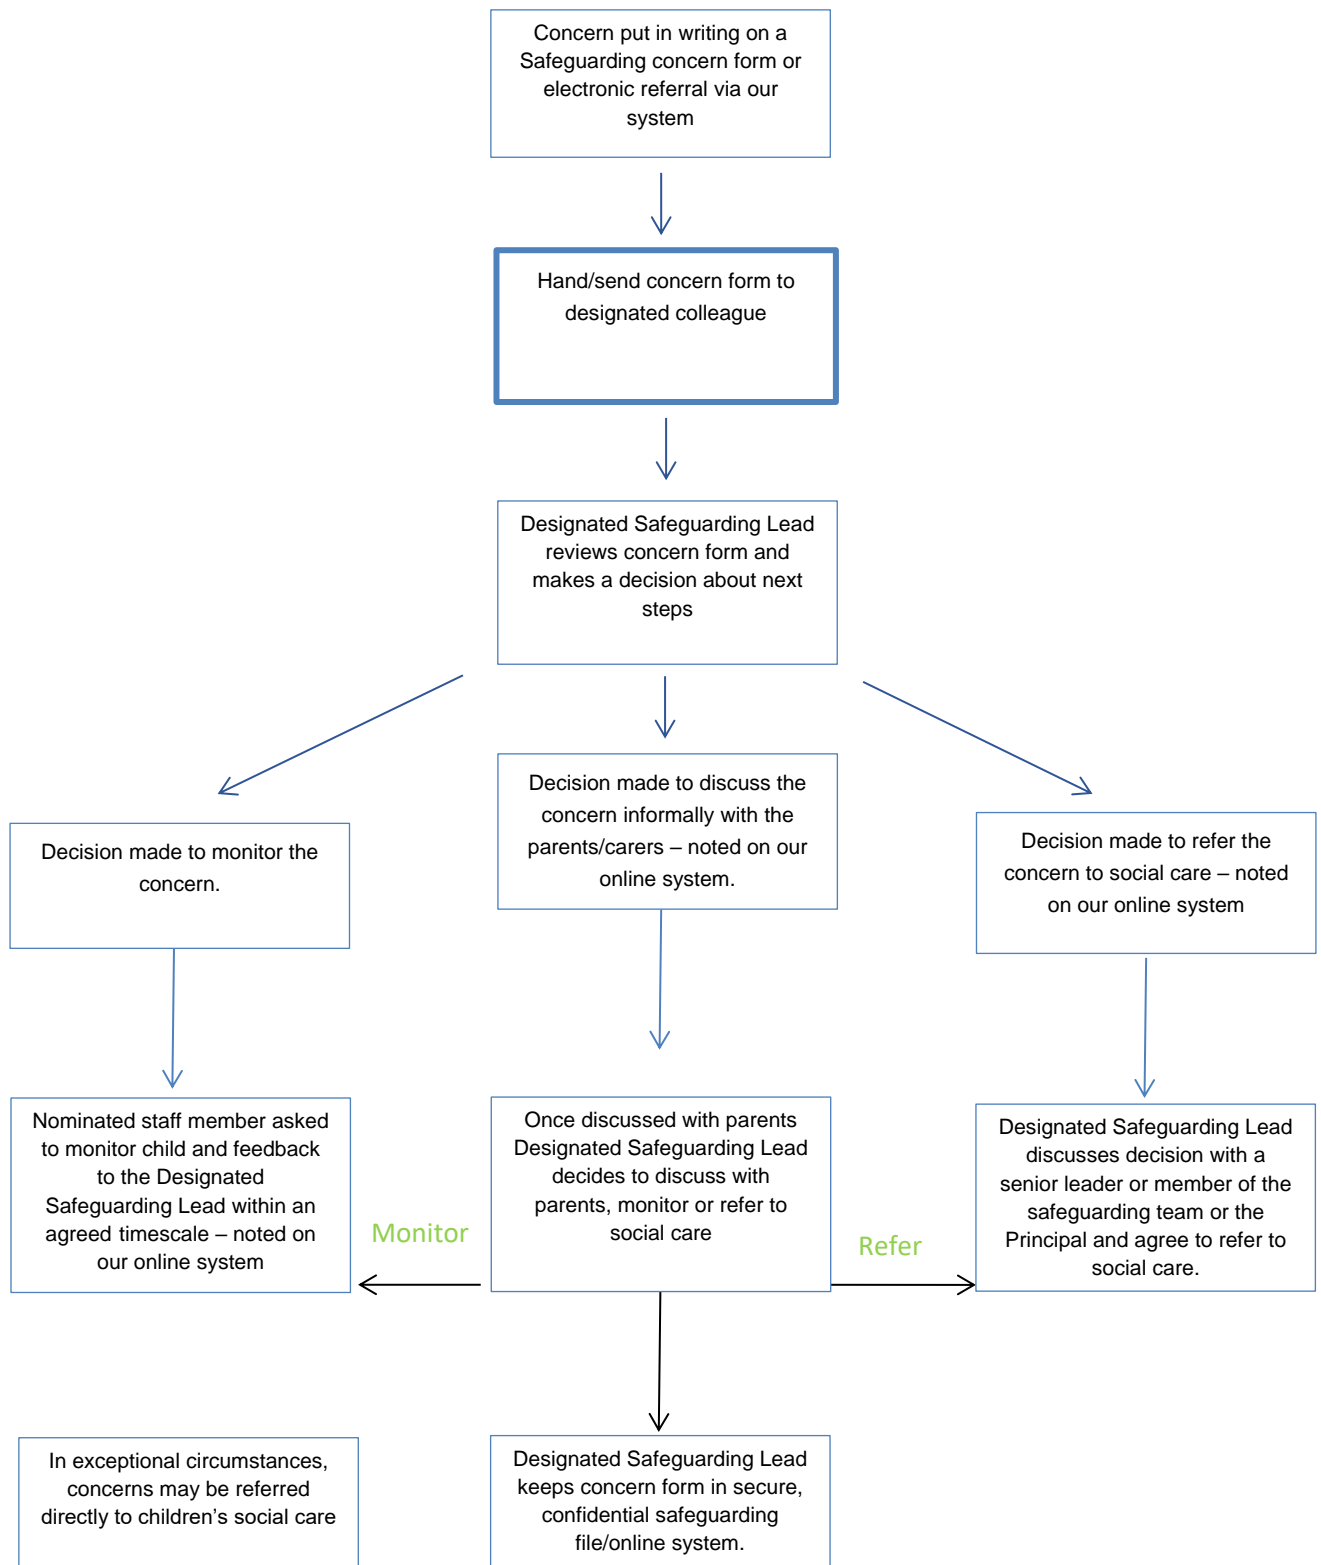 Concern put in writing on a
Safeguarding concern form or
electronic referral via our
system
Hand/send concern form to
designated colleague
Designated Safeguarding Lead
reviews concern form and
makes a decision about next
steps
Decision made to monitor the
concern.
Decision made to discuss the
concern informally with the
parents/carers – noted on our
online system.
Decision made to refer the
concern to social care – noted
on our online system
Nominated staff member asked
to monitor child and feedback
to the Designated
Safeguarding Lead within an
agreed timescale – noted on
our online system
Monitor
Once discussed with parents
Designated Safeguarding Lead
decides to discuss with
parents, monitor or refer to
social care
Refer
Designated Safeguarding Lead
discusses decision with a
senior leader or member of the
safeguarding team or the
Principal and agree to refer to
social care.
In exceptional circumstances,
concerns may be referred
directly to children’s social care
Designated Safeguarding Lead
keeps concern form in secure,
confidential safeguarding
file/online system.